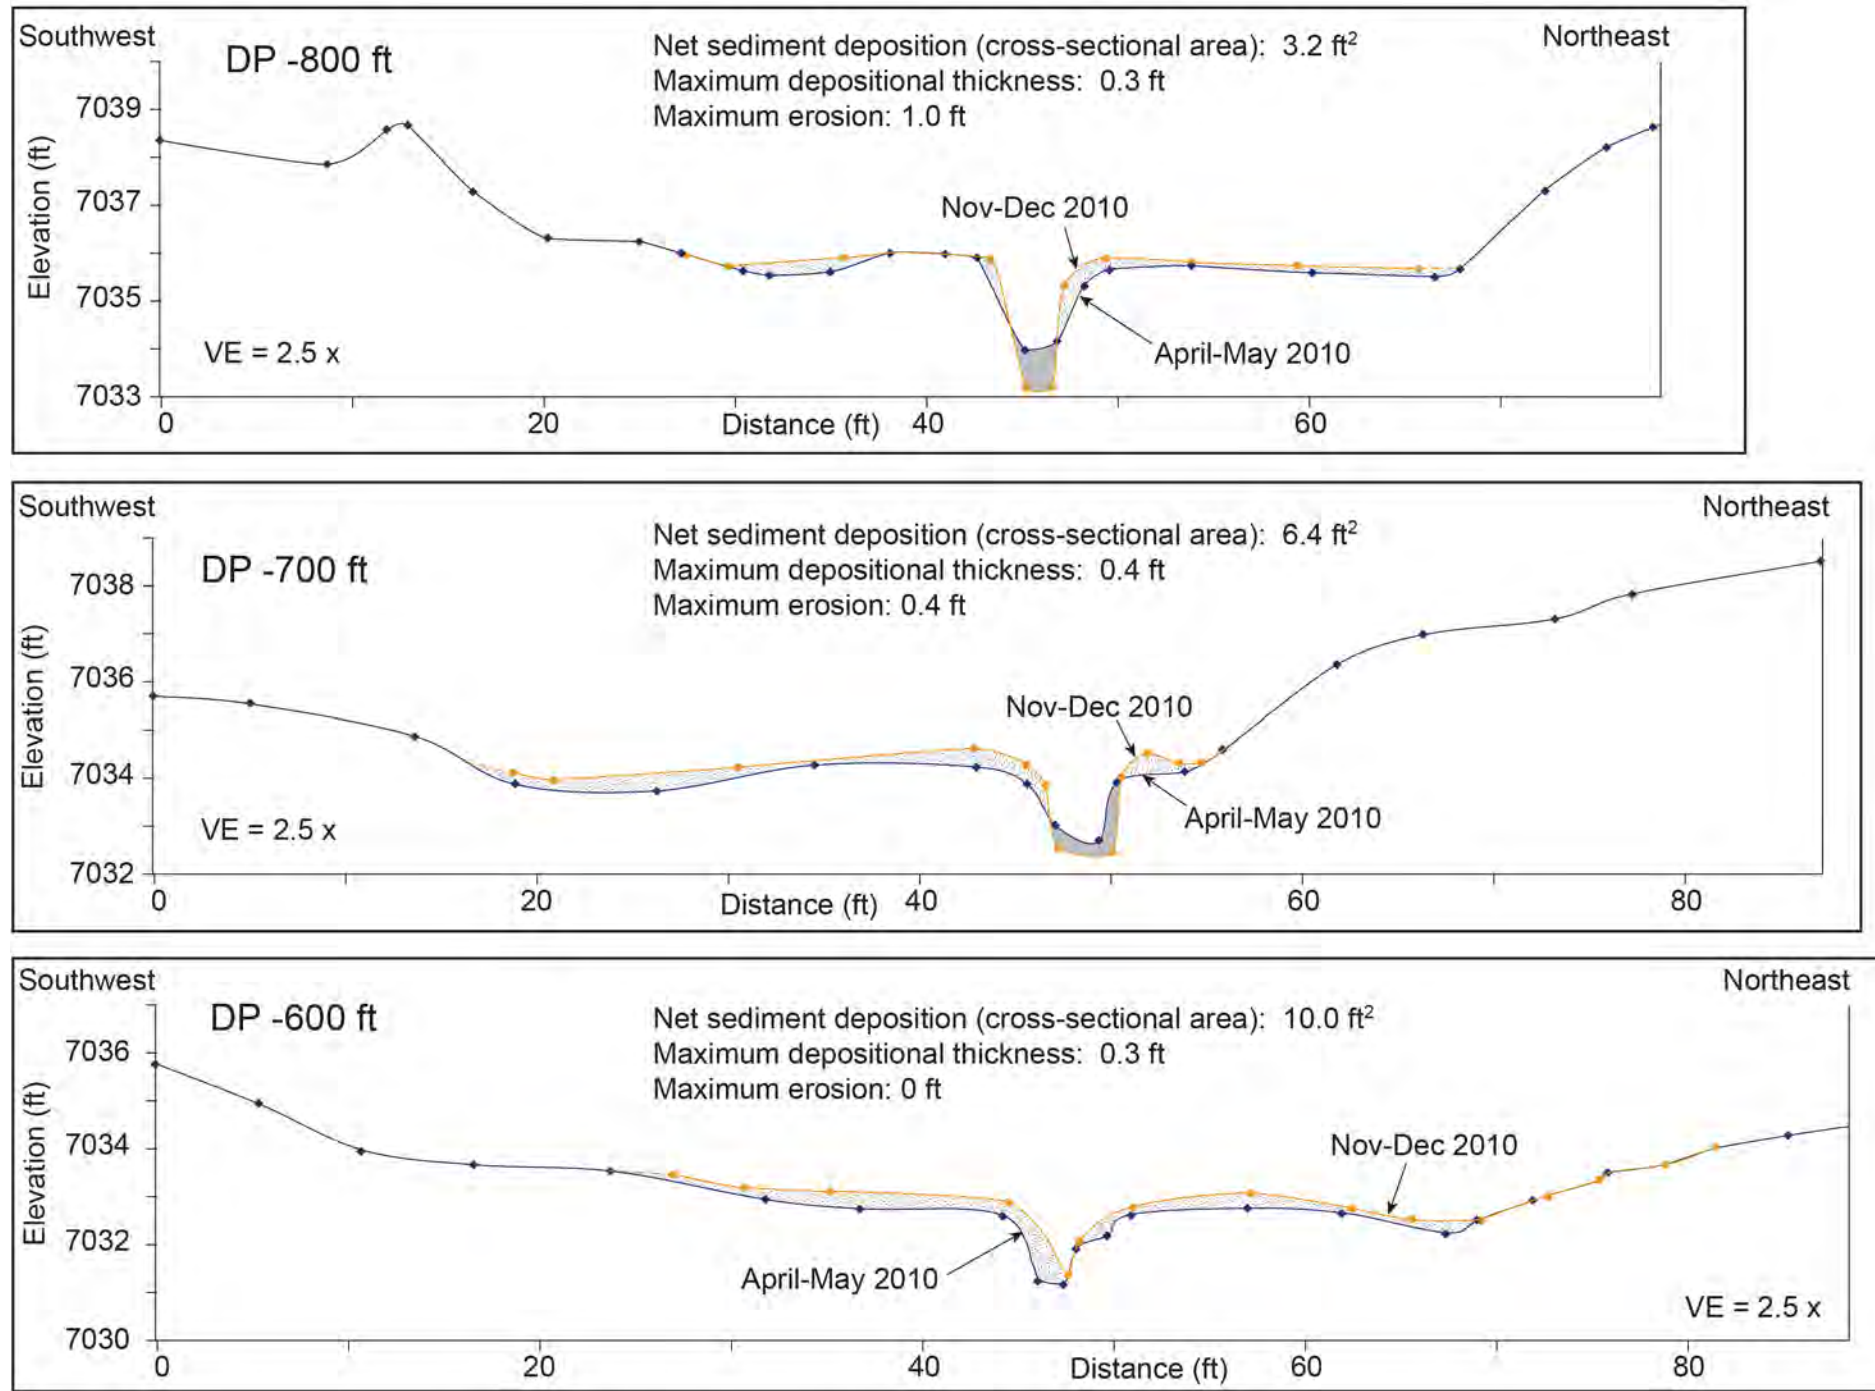 Southwest
DP -800 ft
Net sediment deposition (cross-sectional area):  3.2 ft²
Maximum depositional thickness:  0.3 ft
Maximum erosion: 1.0 ft
Northeast
Elevation (ft)
7039
7037
7035
7033
Nov-Dec 2010
April-May 2010
VE = 2.5 x
0
20
Distance (ft)
40
60
Southwest
DP -700 ft
Net sediment deposition (cross-sectional area):  6.4 ft²
Maximum depositional thickness:  0.4 ft
Maximum erosion: 0.4 ft
Northeast
Elevation (ft)
7038
7036
7034
7032
Nov-Dec 2010
April-May 2010
VE = 2.5 x
0
20
Distance (ft)
40
60
80
Southwest
DP -600 ft
Net sediment deposition (cross-sectional area):  10.0 ft²
Maximum depositional thickness:  0.3 ft
Maximum erosion: 0 ft
Northeast
Elevation (ft)
7036
7034
7032
7030
Nov-Dec 2010
April-May 2010
VE = 2.5 x
0
20
40
Distance (ft)
60
80